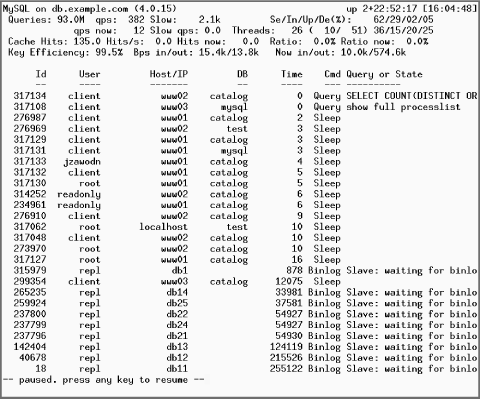 MySQL on db.example.com (4.0.15) up 2+22:52:17 [16:04:48]
Queries: 93.0M qps: 382 Slow: 2.1k Se/In/Up/De(%): 62/29/02/05
qps now: 12 Slow qps: 0.0 Threads: 26 ( 10/ 51) 36/15/20/25
Cache Hits: 135.0 Hits/s: 0.0 Hits now: 0.0 Ratio: 0.0% Ratio now: 0.0%
Key Efficiency: 99.5% Bps in/out: 15.4k/13.8k Now in/out: 10.0k/574.6k
Id User Host/IP DB Time Cmd Query or State
-- ---- ------- -- ---- --- ----------
317134 client www02 catalog 0 Query SELECT COUNT(DISTINCT OR
317108 client www03 mysql 0 Query show full processlist
276987 client www01 catalog 2 Sleep
276969 client www02 test 3 Sleep
317129 client www01 catalog 3 Sleep
317131 client www01 mysql 3 Sleep
317133 jzawodn www01 catalog 4 Sleep
317132 client www01 catalog 5 Sleep
317130 root www01 catalog 5 Sleep
314252 readonly www02 catalog 6 Sleep
234961 readonly www01 catalog 6 Sleep
276910 client www02 catalog 9 Sleep
317062 root localhost test 10 Sleep
317048 client www02 catalog 10 Sleep
273970 root www02 catalog 10 Sleep
317127 root www01 catalog 16 Sleep
315979 repl db1 878 Binlog Slave: waiting for binlo
299354 client www03 catalog 12075 Sleep
265235 repl db14 33981 Binlog Slave: waiting for binlo
259924 repl db25 37581 Binlog Slave: waiting for binlo
237800 repl db22 54927 Binlog Slave: waiting for binlo
237799 repl db24 54927 Binlog Slave: waiting for binlo
237796 repl db21 54930 Binlog Slave: waiting for binlo
142404 repl db13 124119 Binlog Slave: waiting for binlo
40678 repl db12 215526 Binlog Slave: waiting for binlo
18 repl db11 255122 Binlog Slave: waiting for binlo
-- paused. press any key to resume --